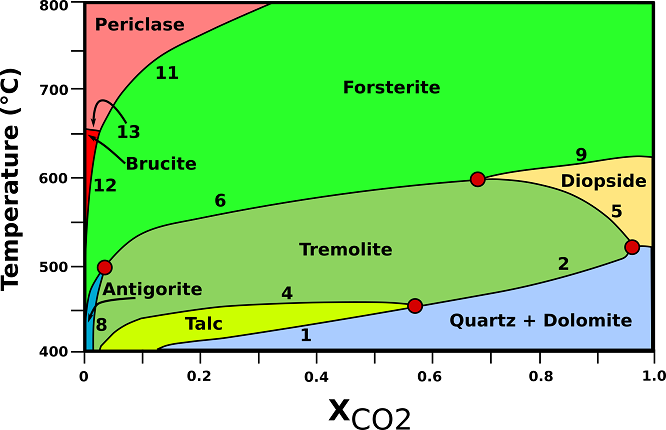 800
Periclase
11
700
Forsterite
13
Brucite
9
600
12
Diopside
6
5
Temperature (°C)
Tremolite
500
2
Antigorite
4
8
Talc
Quartz + Dolomite
1
400
0
0.2
0.4
0.6
0.8
1.0
XCO2